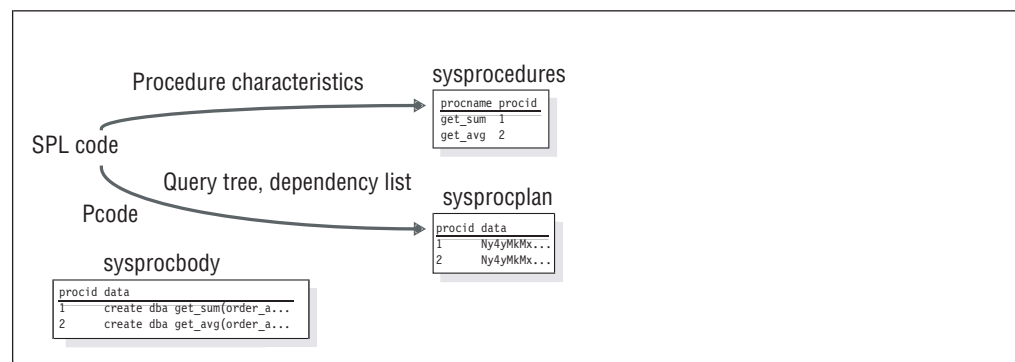 Procedure characteristics
sysprocedures
procname procid
get_sum 1
get_avg 2
SPL code
Query tree, dependency list
Pcode
sysprocplan
procid data
1 Ny4yMkMx...
2 Ny4yMkMx...
sysprocbody
procid data
1 create dba get_sum(order_a...
2 create dba get_avg(order_a...